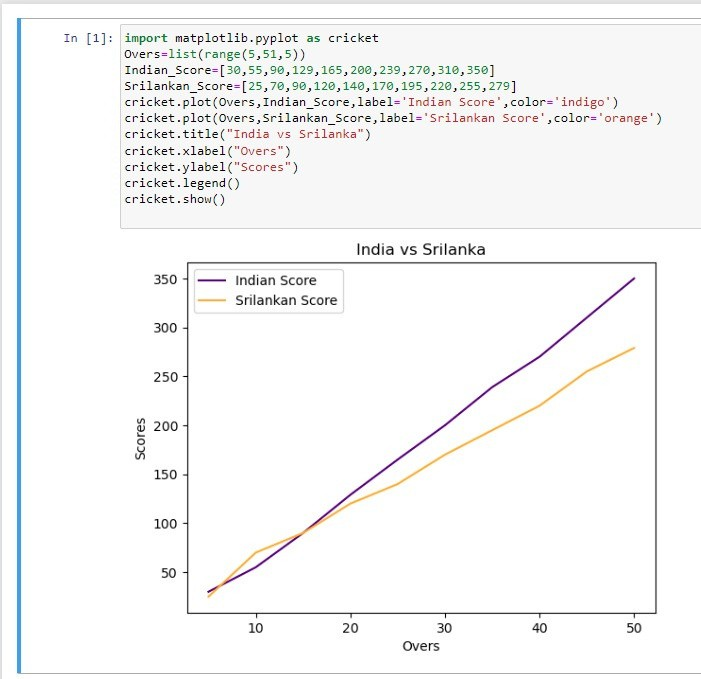 In [1]: import matplotlib.pyplot as cricket
Overs=list(range(5,51,5))
Indian_Score=[30,55,90,129,165,200,239,270,310,350]
Srilankan_Score=[25,70,90,120,140,170,195,220,255,279]
cricket.plot(Overs,Indian_Score,label='Indian Score',color='indigo')
cricket.plot(Overs,Srilankan_Score,label='Srilankan Score',color='orange')
cricket.title("India vs Srilanka")
cricket.xlabel("Overs")
cricket.ylabel("Scores")
cricket.legend()
cricket.show()
India vs Srilanka
Indian Score
Srilankan Score
350
300
250
200
150
100
50
Scores
10 20 30 40 50
Overs